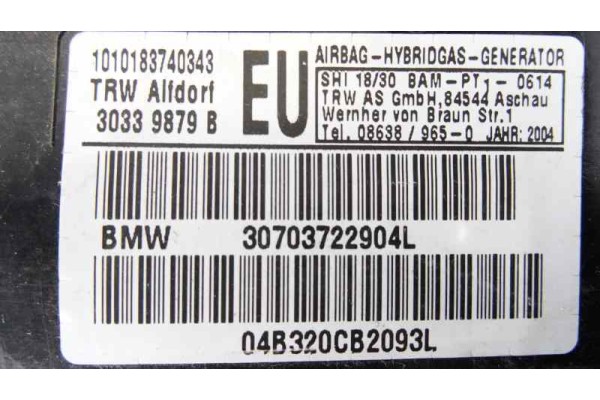 1010183740343
TRW Alfdorf
3033 9879 B
EU
AIRBAG-HYBRIDGAS-GENERATOR
SHI 18/30 BAM-PT1-0614
TRW AS GmbH,84544 Aschau
Wernher von Braun Str.1
Tel. 08638/965-0 JAHR:2004
BMW 30703722904L
04B320CB2093L